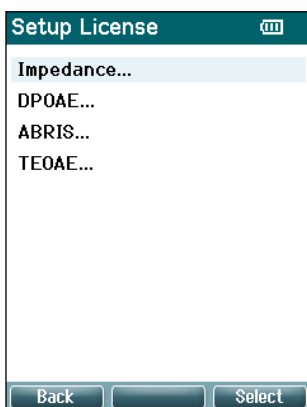 Setup License
Impedance...
DPOAE...
ABRIS...
TEOAE...
Back Select